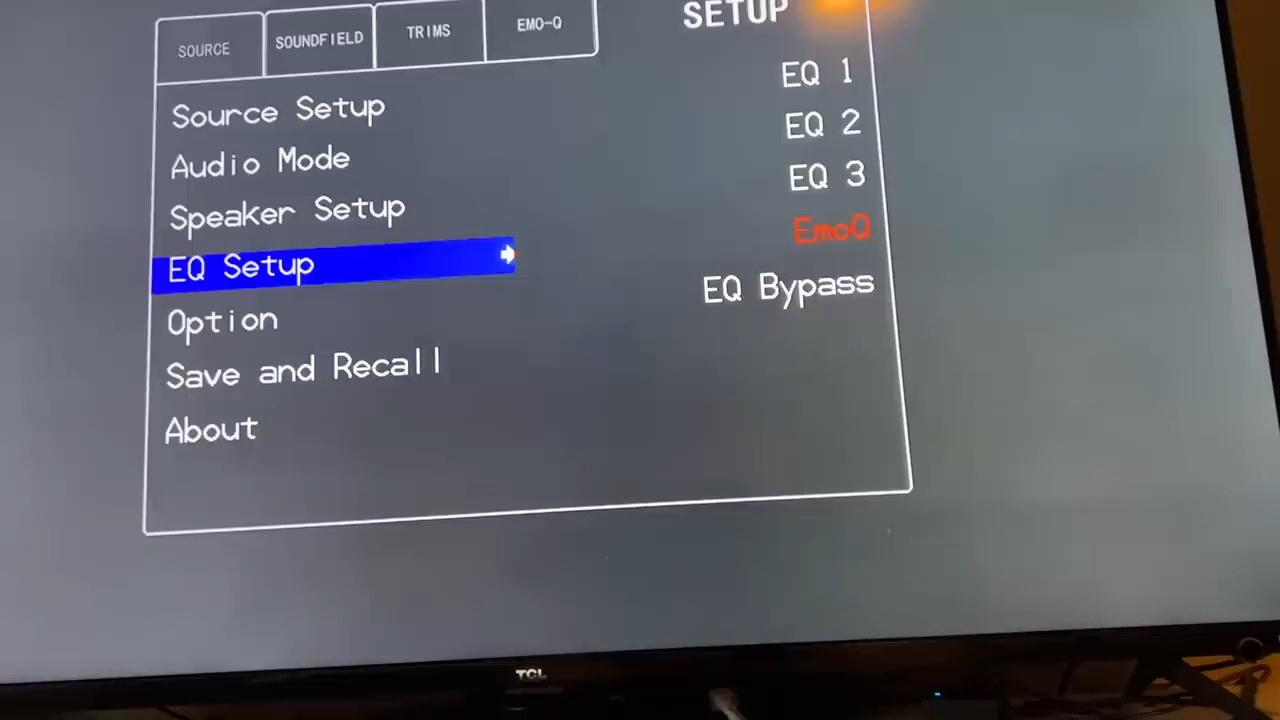 SETUP
SOURCE SOUNDFIELD TRIMS EMO-Q
Source Setup
Audio Mode
Speaker Setup
EQ Setup
Option
Save and Recall
About
EQ 1
EQ 2
EQ 3
EmoQ
EQ Bypass
TCL